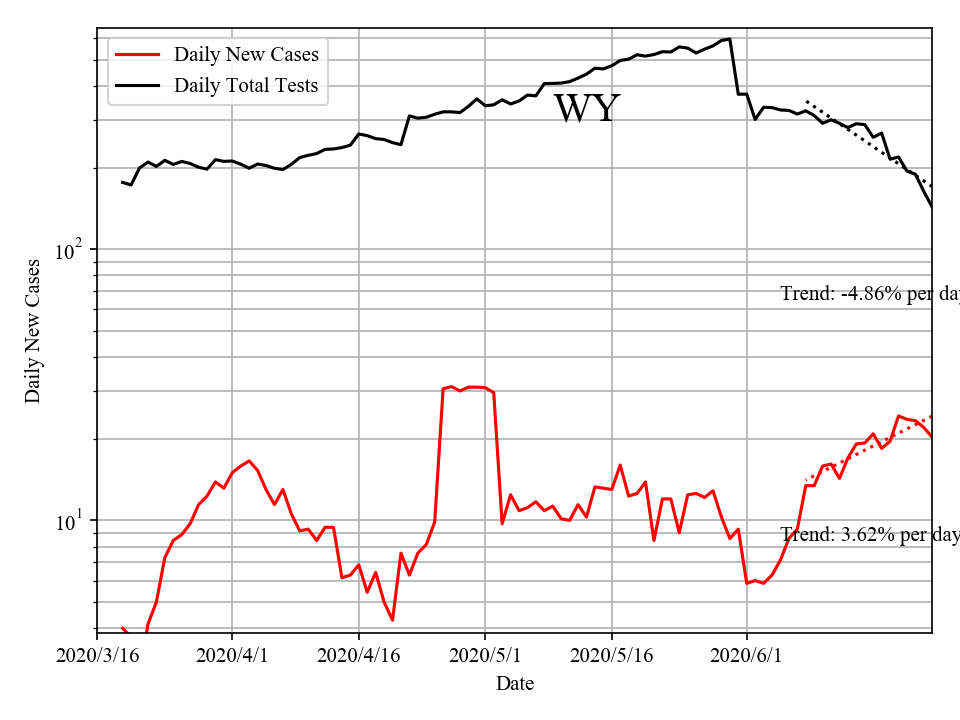 Daily New Cases
Daily Total Tests
WY
10²
Trend: -4.86% per day
Daily New Cases
10¹
Trend: 3.62% per day
2020/3/16 2020/4/1 2020/4/16 2020/5/1 2020/5/16 2020/6/1
Date